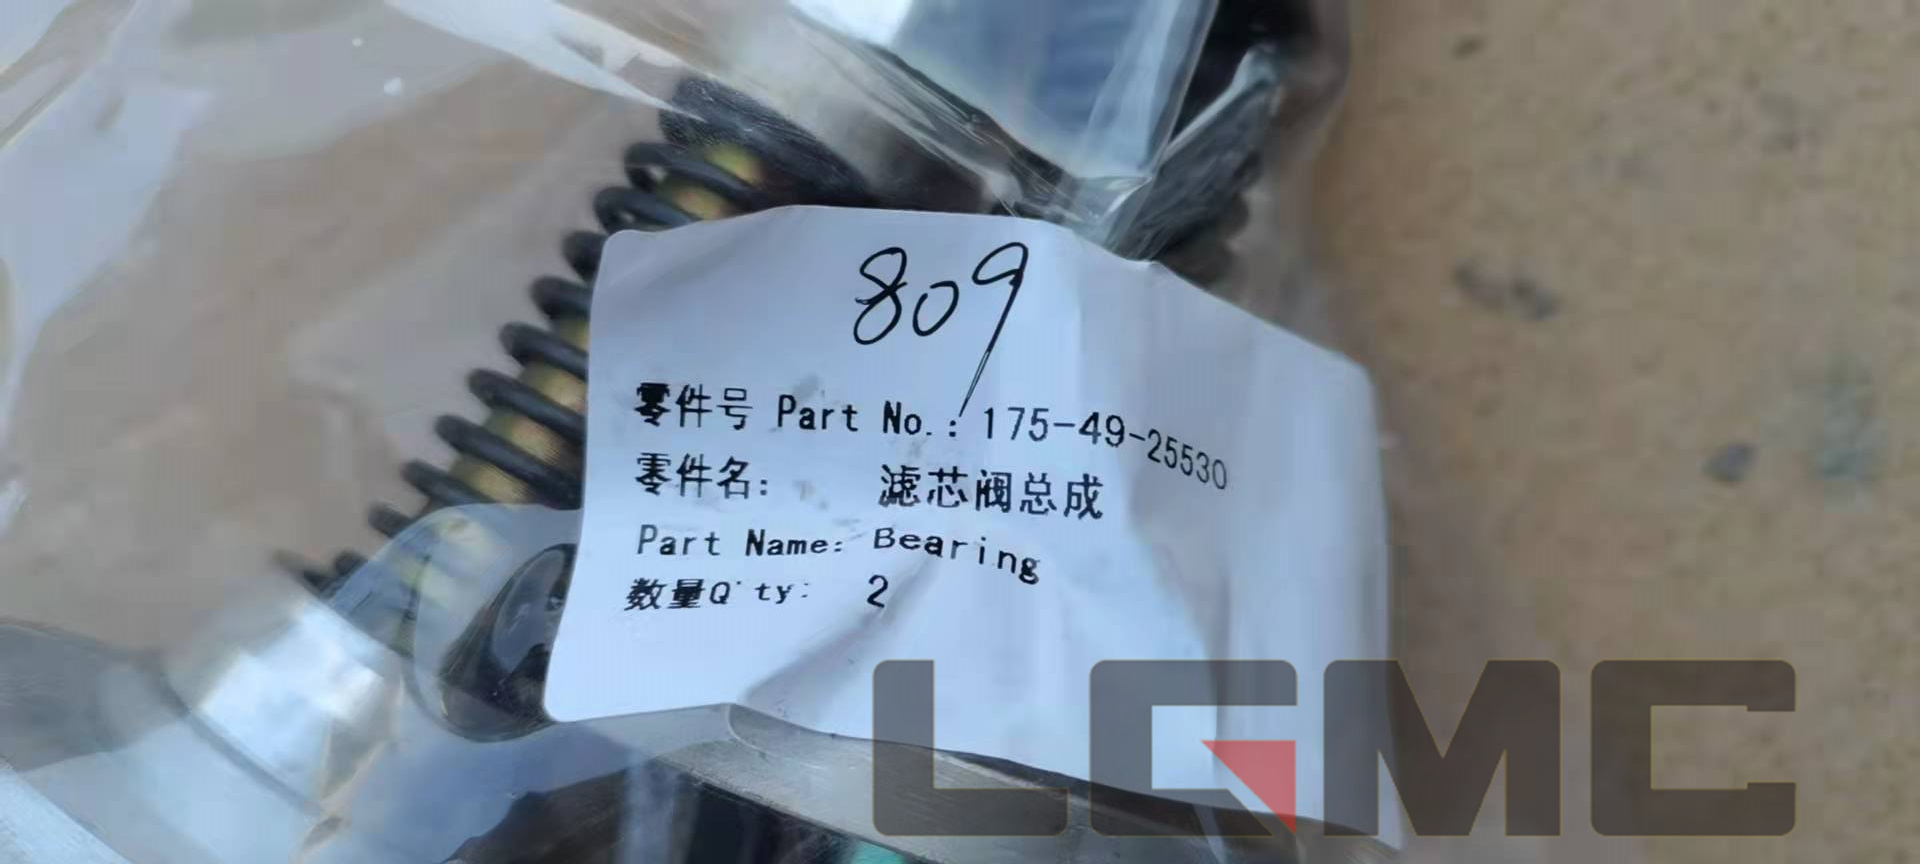 809
零件号 Part No.: 175-49-25530
零件名: 滤芯阀总成
Part Name: Bearing
数量Q'ty: 2
LGMC